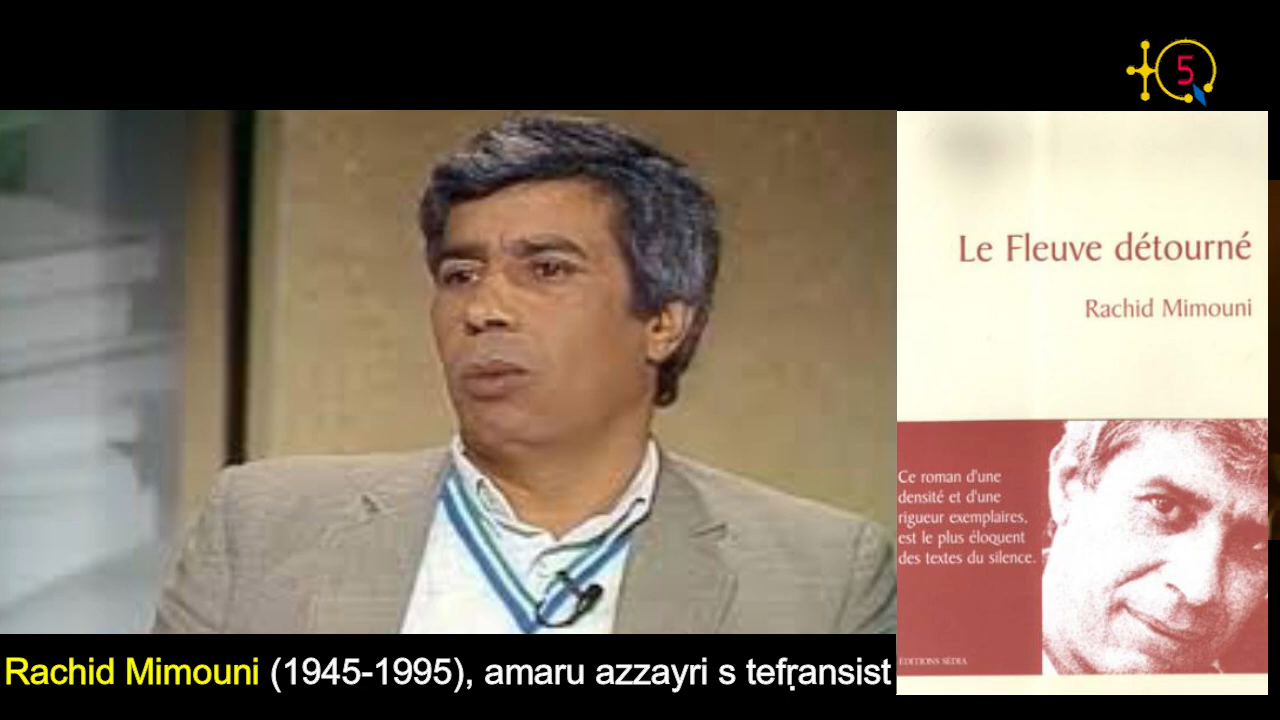 5
Le Fleuve détourné
Rachid Mimouni
Ce roman d'une
densité et d'une
rigueur exemplaires,
est le plus éloquent
des textes du silence.
EDITIONS SÉDIA
Rachid Mimouni (1945-1995), amaru azzayri s tefṛansist